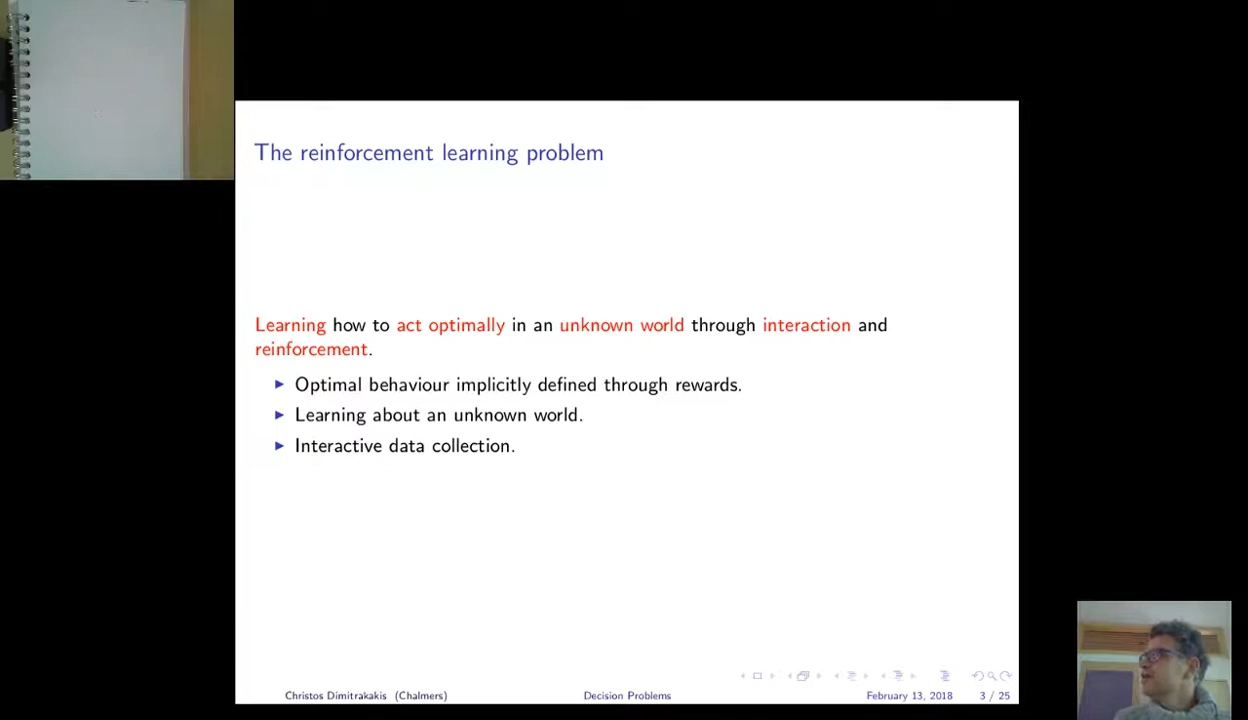 The reinforcement learning problem
Learning how to act optimally in an unknown world through interaction and
reinforcement.
Optimal behaviour implicitly defined through rewards.
Learning about an unknown world.
Interactive data collection.
Christos Dimitrakakis (Chalmers) Decision Problems February 13, 2018 3 / 25